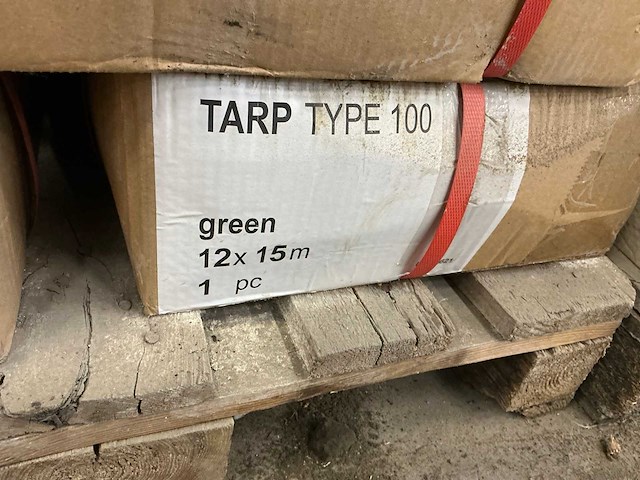 TARP TYPE 100
green
12x 15m
1 pc